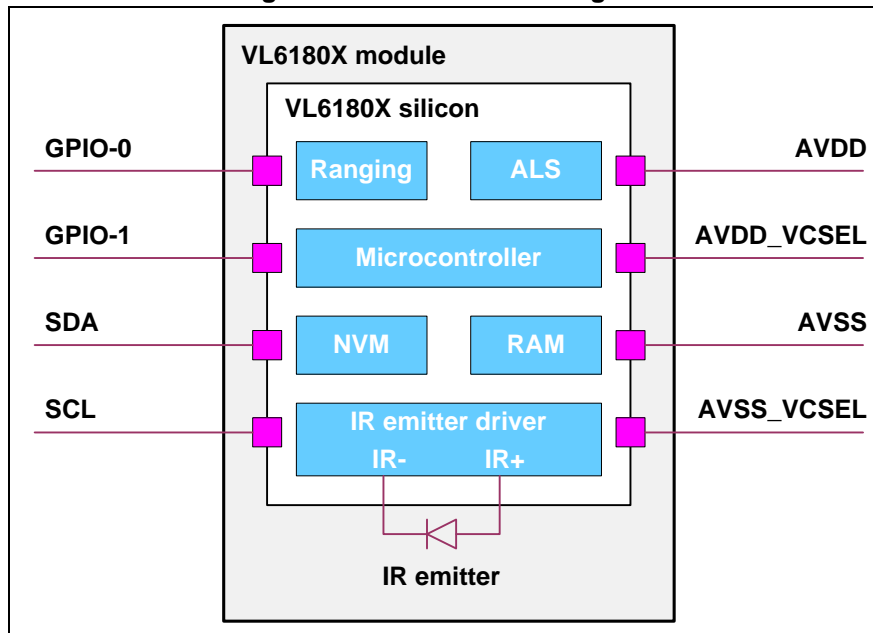 VL6180X module
VL6180X silicon
GPIO-0
Ranging
ALS
AVDD
GPIO-1
Microcontroller
AVDD_VCSEL
SDA
NVM
RAM
AVSS
SCL
IR emitter driver
AVSS_VCSEL
IR-
IR+
IR emitter